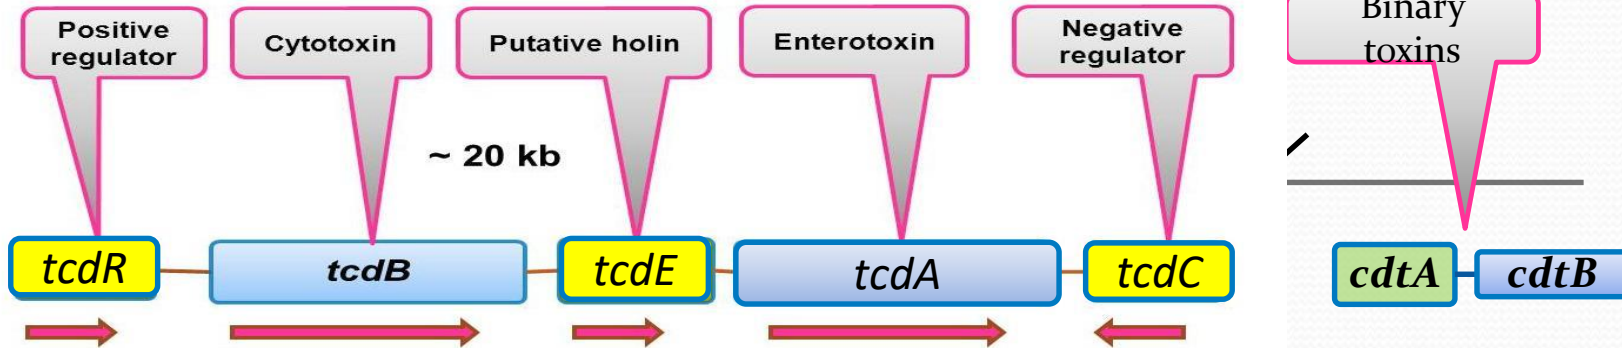 Positive
regulator
Cytotoxin
Putative holin
Enterotoxin
Negative
regulator
Binary
toxins
~ 20 kb
tcdR
tcdB
tcdE
tcdA
tcdC
cdtA
cdtB